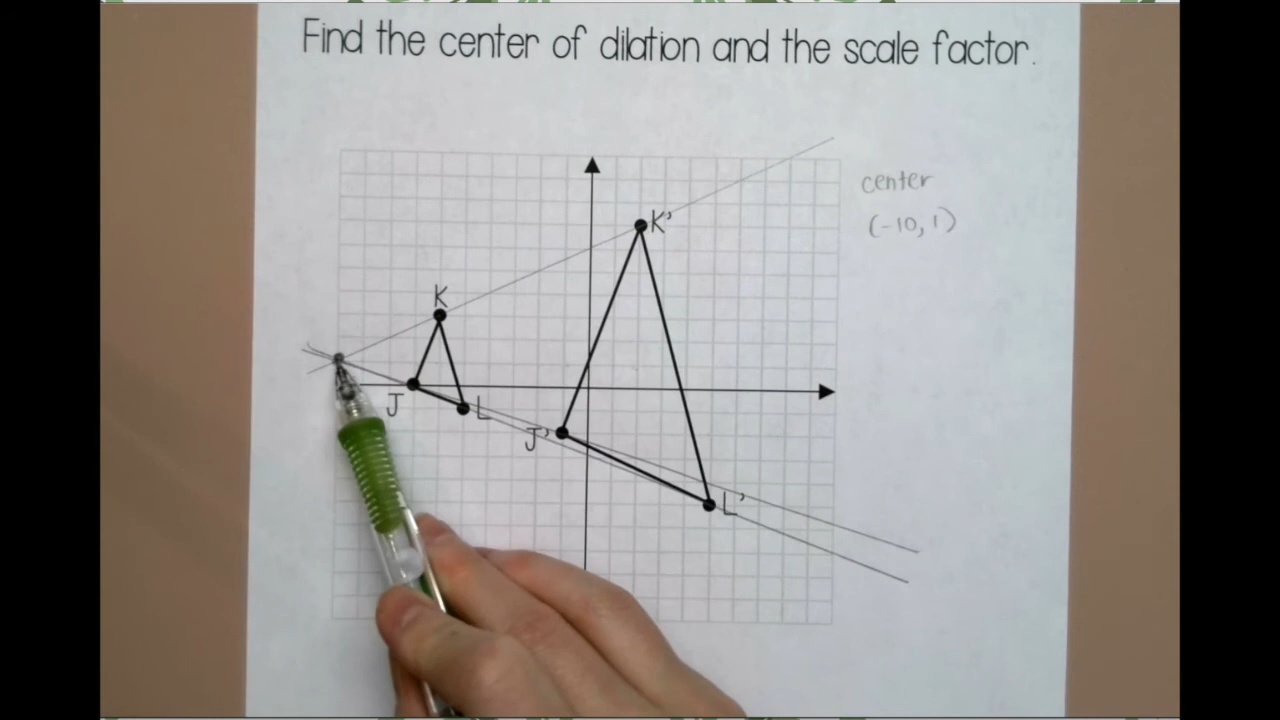 Find the center of dilation and the scale factor.
center
(-10, 1)
K'
K
J
L
J'
L'